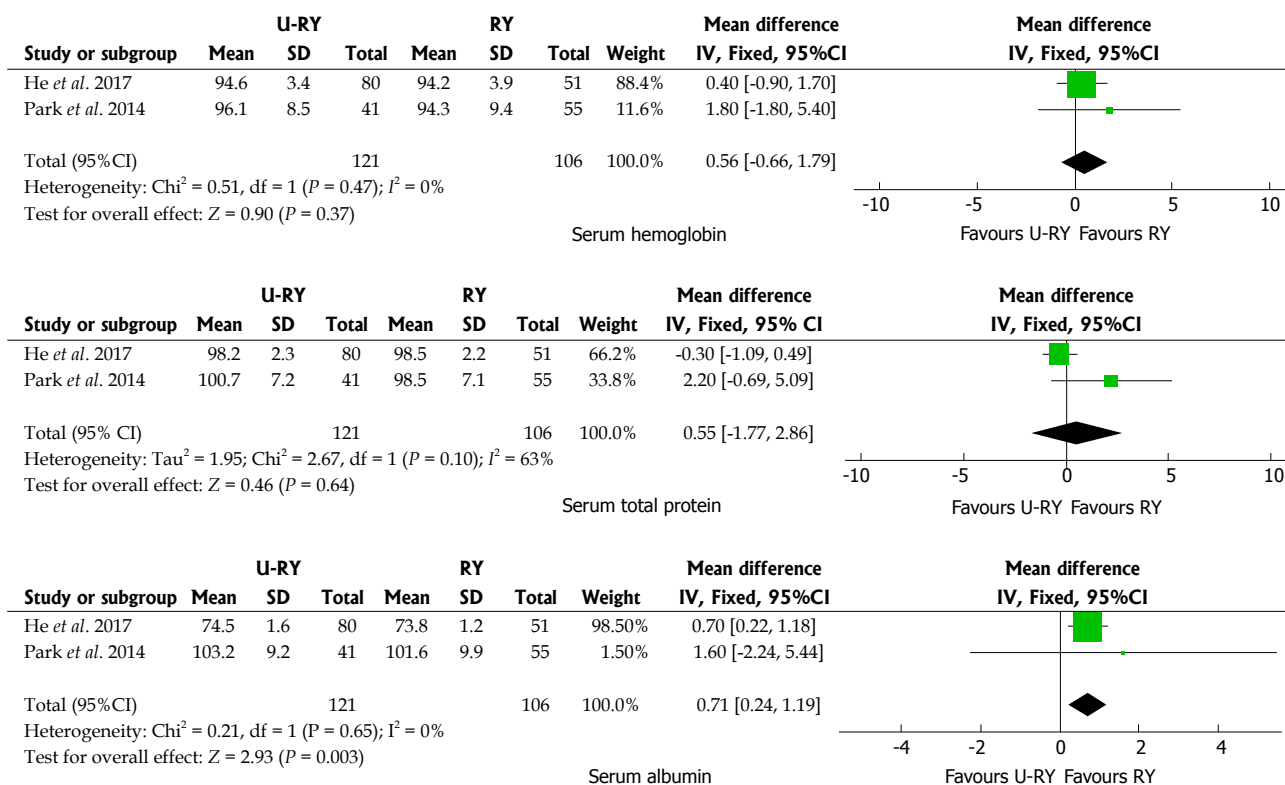 U-RY RY Mean difference Mean difference
Study or subgroup Mean SD Total Mean SD Total Weight IV, Fixed, 95%CI IV, Fixed, 95%CI
He et al. 2017 94.6 3.4 80 94.2 3.9 51 88.4% 0.40 [-0.90, 1.70]
Park et al. 2014 96.1 8.5 41 94.3 9.4 55 11.6% 1.80 [-1.80, 5.40]
Total (95%CI) 121 106 100.0% 0.56 [-0.66, 1.79]
Heterogeneity: Chi² = 0.51, df = 1 (P = 0.47); I² = 0%
-10 -5 0 5 10
Test for overall effect: Z = 0.90 (P = 0.37)
Serum hemoglobin Favours U-RY Favours RY
U-RY RY Mean difference Mean difference
Study or subgroup Mean SD Total Mean SD Total Weight IV, Fixed, 95% CI IV, Fixed, 95%CI
He et al. 2017 98.2 2.3 80 98.5 2.2 51 66.2% -0.30 [-1.09, 0.49]
Park et al. 2014 100.7 7.2 41 98.5 7.1 55 33.8% 2.20 [-0.69, 5.09]
Total (95% CI) 121 106 100.0% 0.55 [-1.77, 2.86]
Heterogeneity: Tau² = 1.95; Chi² = 2.67, df = 1 (P = 0.10); I² = 63%
-10 -5 0 5 10
Test for overall effect: Z = 0.46 (P = 0.64)
Serum total protein Favours U-RY Favours RY
U-RY RY Mean difference Mean difference
Study or subgroup Mean SD Total Mean SD Total Weight IV, Fixed, 95%CI IV, Fixed, 95%CI
He et al. 2017 74.5 1.6 80 73.8 1.2 51 98.50% 0.70 [0.22, 1.18]
Park et al. 2014 103.2 9.2 41 101.6 9.9 55 1.50% 1.60 [-2.24, 5.44]
Total (95%CI) 121 106 100.0% 0.71 [0.24, 1.19]
Heterogeneity: Chi² = 0.21, df = 1 (P = 0.65); I² = 0%
-4 -2 0 2 4
Test for overall effect: Z = 2.93 (P = 0.003)
Serum albumin Favours U-RY Favours RY